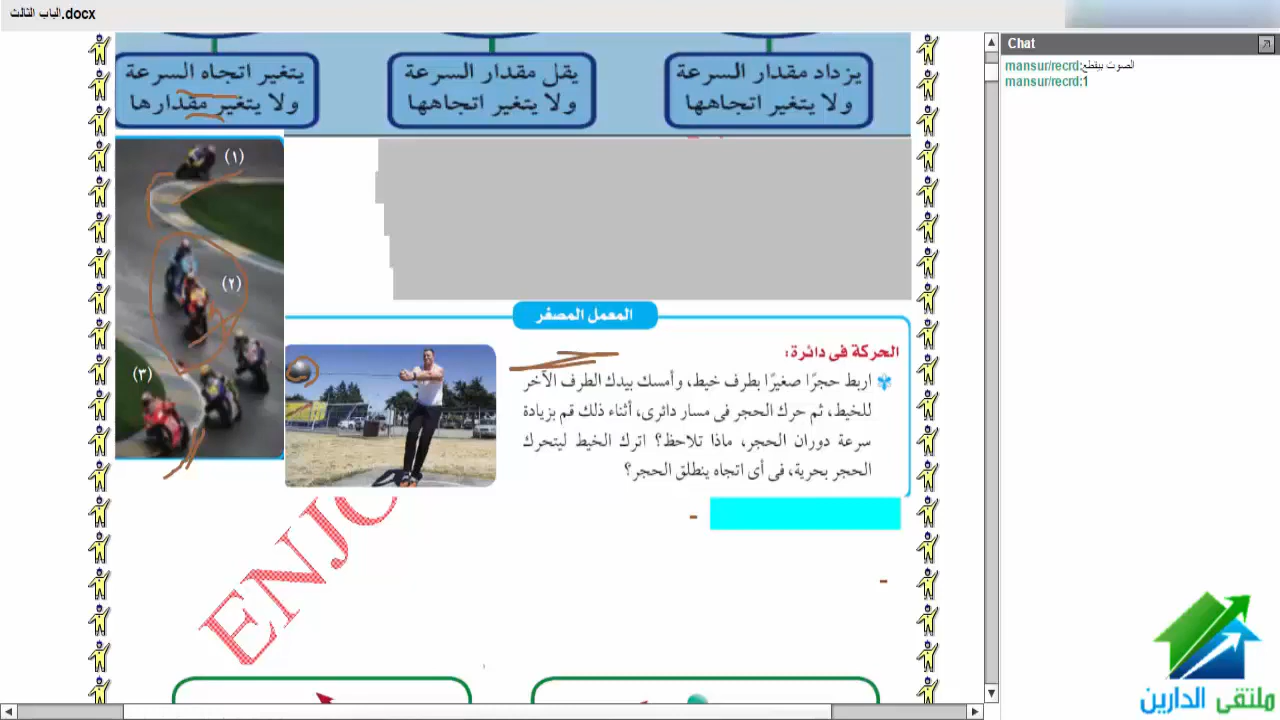 الباب الثالث.docx
يزداد مقدار السرعة
ولا يتغير اتجاهها
يقل مقدار السرعة
ولا يتغير اتجاهها
يتغير اتجاه السرعة
ولا يتغير مقدارها
(١)
(٢)
(٣)
المعمل المصغر
الحركة فى دائرة:
اربط حجرًا صغيرًا بطرف خيط، وأمسك بيدك الطرف الآخر
للخيط، ثم حرك الحجر فى مسار دائرى، أثناء ذلك قم بزيادة
سرعة دوران الحجر، ماذا تلاحظ؟ اترك الخيط ليتحرك
الحجر بحرية، فى أى اتجاه ينطلق الحجر؟
-
-
ENJO
Chat
mansur/recrd:الصوت بيقطع
mansur/recrd:1
ملتقى الدارين